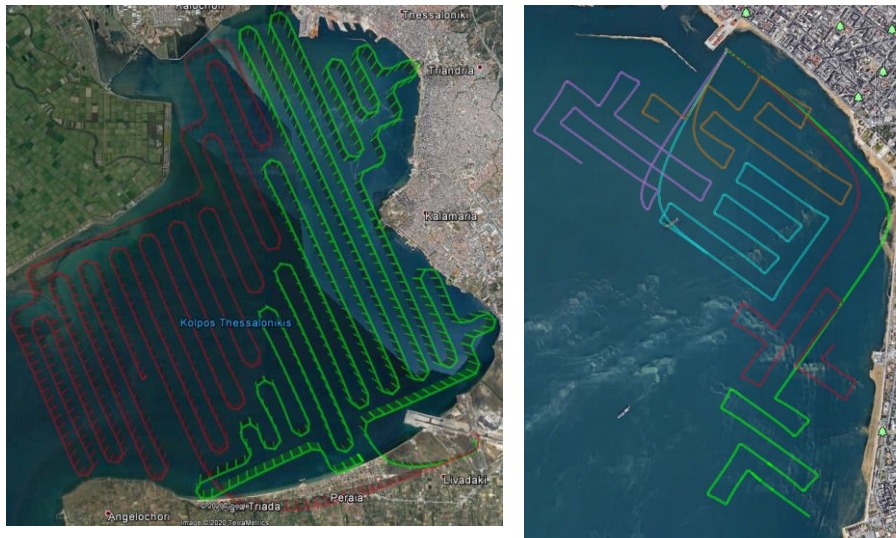 Kalochori
Thessaloniki
Triandria
Kalamaria
Kolpos Thessalonikis
Livadaki
Peraia
Triada
Angelochori
Image © 2020 TerraMetrics